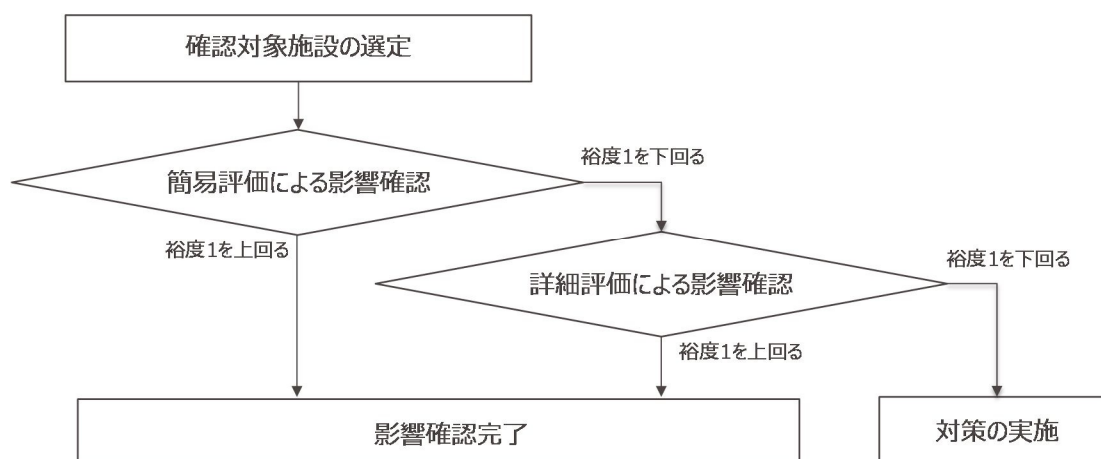 確認対象施設の選定
簡易評価による影響確認
裕度1を下回る
裕度1を上回る
詳細評価による影響確認
裕度1を下回る
裕度1を上回る
影響確認完了
対策の実施